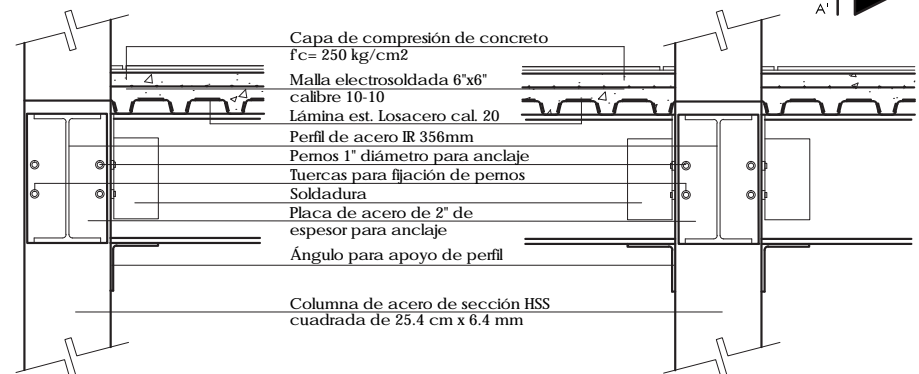 A'
Capa de compresión de concreto
f'c= 250 kg/cm2
Malla electrosoldada 6"x6"
calibre 10-10
Lámina est. Losacero cal. 20
Perfil de acero IR 356mm
Pernos 1" diámetro para anclaje
Tuercas para fijación de pernos
Soldadura
Placa de acero de 2" de
espesor para anclaje
Ángulo para apoyo de perfil
Columna de acero de sección HSS
cuadrada de 25.4 cm x 6.4 mm